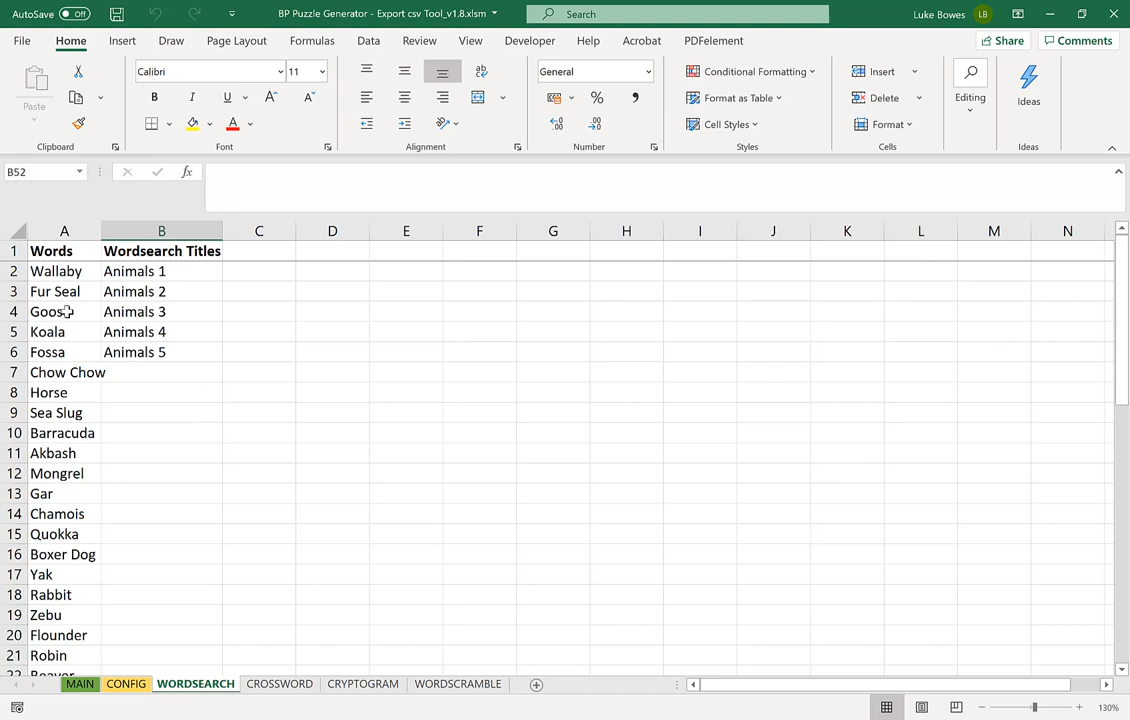 AutoSave Off BP Puzzle Generator - Export csv Tool_v1.8.xlsm Search Luke Bowes LB
File Home Insert Draw Page Layout Formulas Data Review View Developer Help Acrobat PDFelement Share Comments
Paste Calibri 11 ab General Conditional Formatting Insert Editing Ideas
B I U A A % , Format as Table Delete
A Cell Styles Format
Clipboard Font Alignment Number Styles Cells Ideas
B52 fx
A B C D E F G H I J K L M N
1 Words Wordsearch Titles
2 Wallaby Animals 1
3 Fur Seal Animals 2
4 Goos Animals 3
5 Koala Animals 4
6 Fossa Animals 5
7 Chow Chow
8 Horse
9 Sea Slug
10 Barracuda
11 Akbash
12 Mongrel
13 Gar
14 Chamois
15 Quokka
16 Boxer Dog
17 Yak
18 Rabbit
19 Zebu
20 Flounder
21 Robin
22 Beaver
MAIN CONFIG WORDSEARCH CROSSWORD CRYPTOGRAM WORDSCRAMBLE
130%